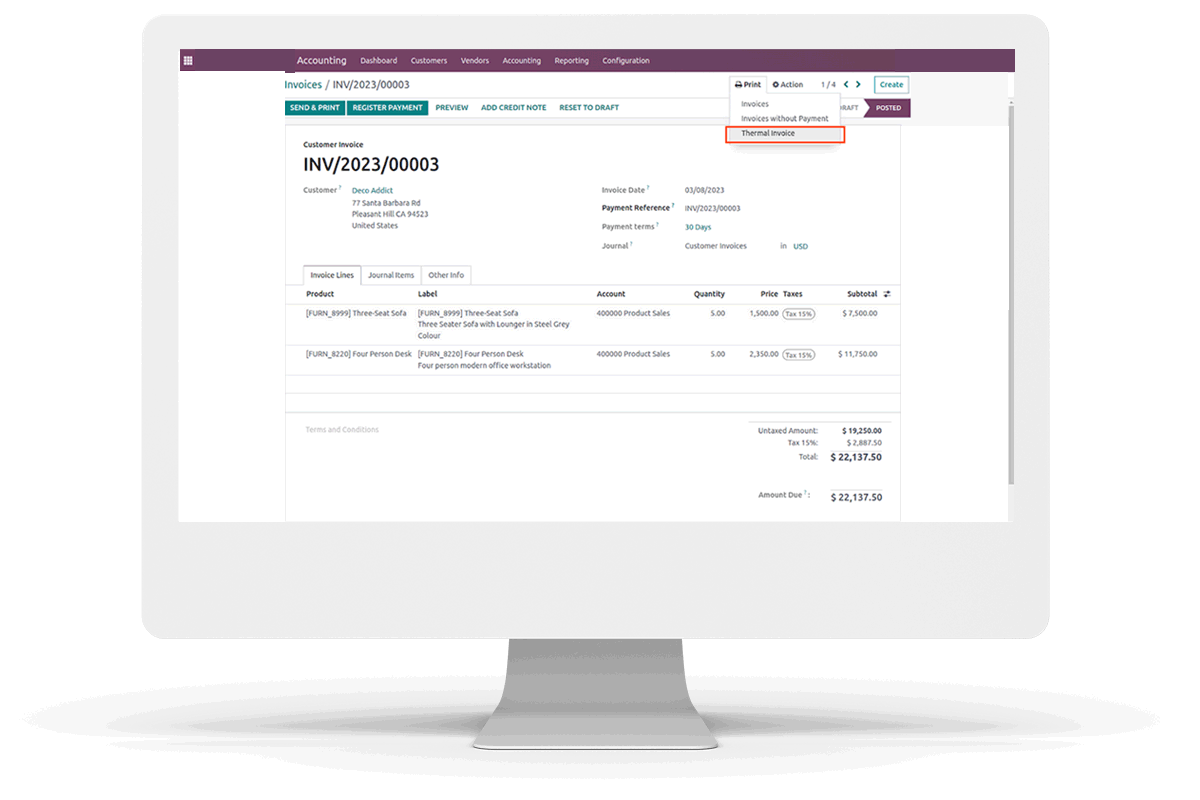 Accounting Dashboard Customers Vendors Accounting Reporting Configuration
Invoices / INV/2023/00003
Print Action 1 / 4 Create
SEND & PRINT REGISTER PAYMENT PREVIEW ADD CREDIT NOTE RESET TO DRAFT
RAFT POSTED
Invoices
Invoices without Payment
Thermal Invoice
Customer Invoice
INV/2023/00003
Customer ? Deco Addict
77 Santa Barbara Rd
Pleasant Hill CA 94523
United States
Invoice Date ? 03/08/2023
Payment Reference ? INV/2023/00003
Payment terms ? 30 Days
Journal ? Customer Invoices in USD
Invoice Lines Journal Items Other Info
Product Label Account Quantity Price Taxes Subtotal
[FURN_8999] Three-Seat Sofa [FURN_8999] Three-Seat Sofa 400000 Product Sales 5.00 1,500.00 Tax 15% $ 7,500.00
Three Seater Sofa with Lounger in Steel Grey
Colour
[FURN_8220] Four Person Desk [FURN_8220] Four Person Desk 400000 Product Sales 5.00 2,350.00 Tax 15% $ 11,750.00
Four person modern office workstation
Terms and Conditions
Untaxed Amount: $ 19,250.00
Tax 15%: $ 2,887.50
Total: $ 22,137.50
Amount Due ? : $ 22,137.50